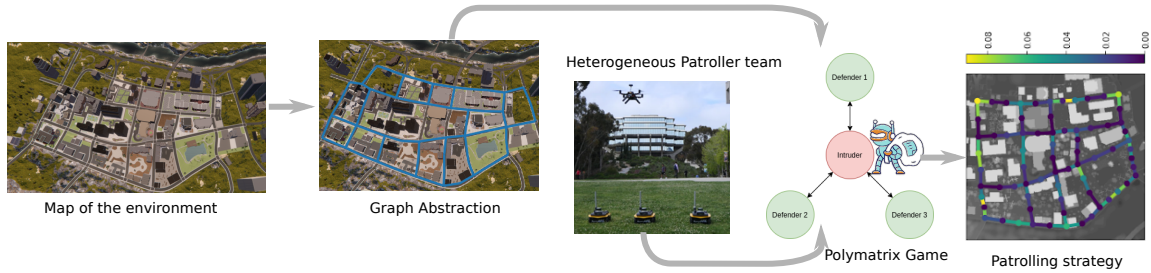 Map of the environment
Graph Abstraction
Heterogeneous Patroller team
Defender 1
Intruder
Defender 2
Defender 3
Polymatrix Game
0.08
0.06
0.04
0.02
0.00
Patrolling strategy